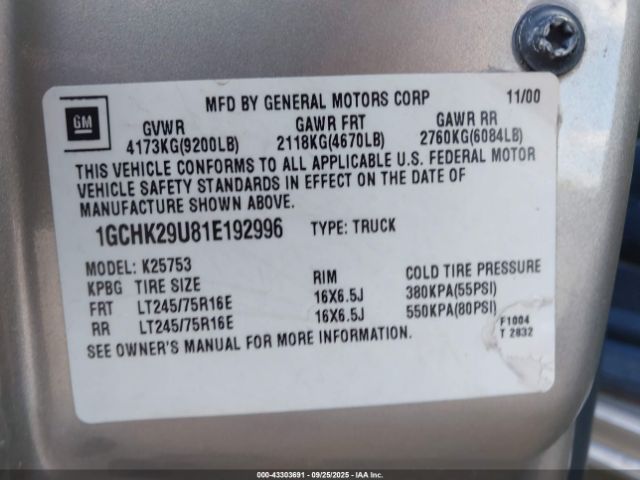 MFD BY GENERAL MOTORS CORP 11/00
GM
GVWR GAWR FRT GAWR RR
4173KG(9200LB) 2118KG(4670LB) 2760KG(6084LB)
THIS VEHICLE CONFORMS TO ALL APPLICABLE U.S. FEDERAL MOTOR
VEHICLE SAFETY STANDARDS IN EFFECT ON THE DATE OF
MANUFACTURE SHOWN ABOVE.
1GCHK29U81E192996 TYPE: TRUCK
MODEL: K25753
KPBG TIRE SIZE RIM COLD TIRE PRESSURE
FRT LT245/75R16E 16X6.5J 380KPA(55PSI)
RR LT245/75R16E 16X6.5J 550KPA(80PSI)
SEE OWNER'S MANUAL FOR MORE INFORMATION.
F1004
T 2832
000-43303691 - 09/25/2025 - IAA, Inc.